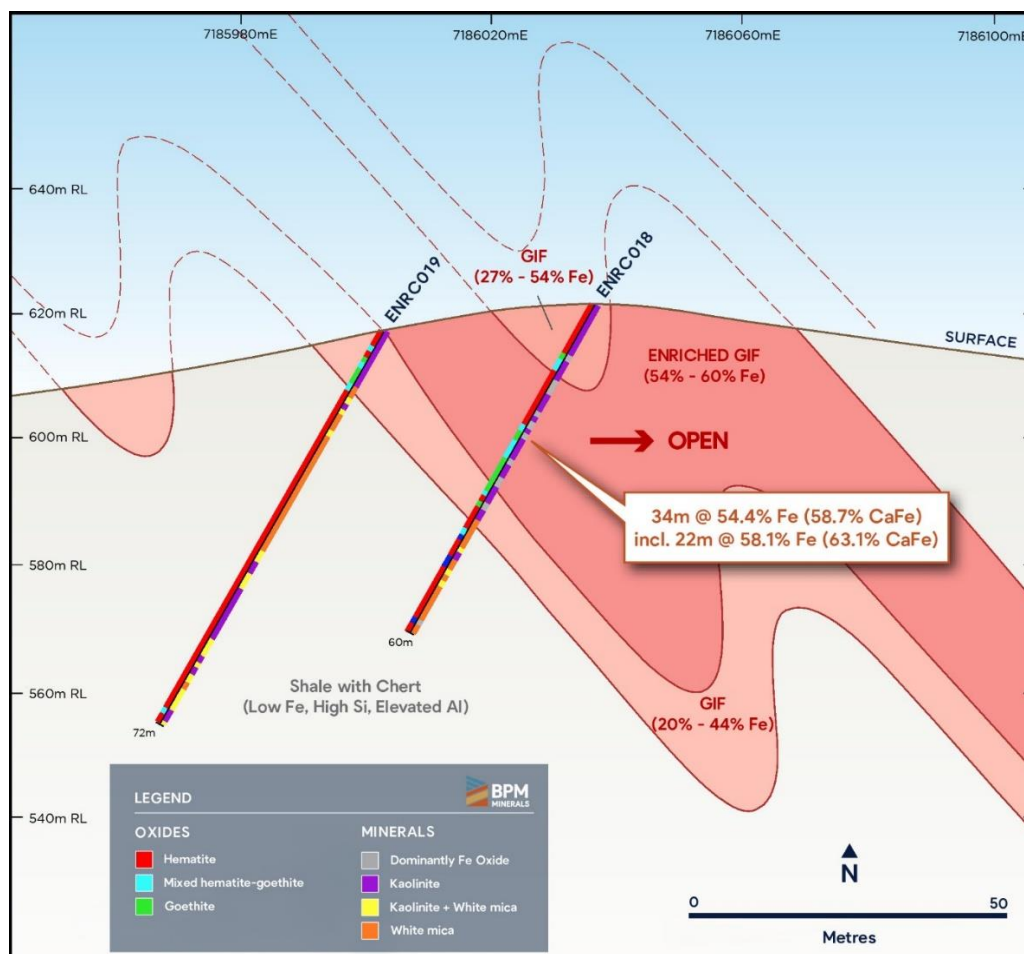 7185980mE
7186020mE
7186060mE
7186100mE
640m RL
620m RL
600m RL
580m RL
560m RL
540m RL
ENRC019
ENRC018
GIF
(27% - 54% Fe)
SURFACE
ENRICHED GIF
(54% - 60% Fe)
OPEN
34m @ 54.4% Fe (58.7% CaFe)
incl. 22m @ 58.1% Fe (63.1% CaFe)
60m
72m
Shale with Chert
(Low Fe, High Si, Elevated Al)
GIF
(20% - 44% Fe)
LEGEND
BPM
MINERALS
OXIDES
Hematite
Mixed hematite-goethite
Goethite
MINERALS
Dominantly Fe Oxide
Kaolinite
Kaolinite + White mica
White mica
N
0
50
Metres